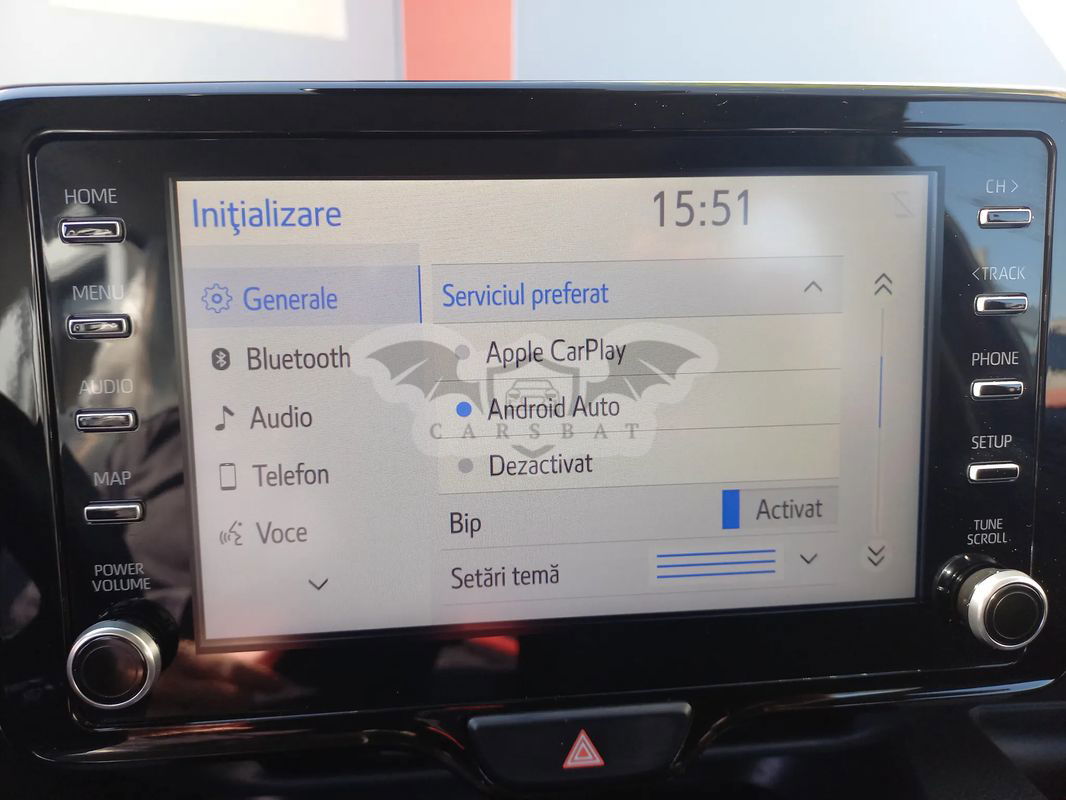 HOME
MENU
AUDIO
MAP
POWER
VOLUME
Iniţializare
15:51
Generale
Bluetooth
Audio
Telefon
Voce
Serviciul preferat
Apple CarPlay
Android Auto
Dezactivat
Bip
Activat
Setări temă
CARSBAT
CH >
< TRACK
PHONE
SETUP
TUNE
SCROLL